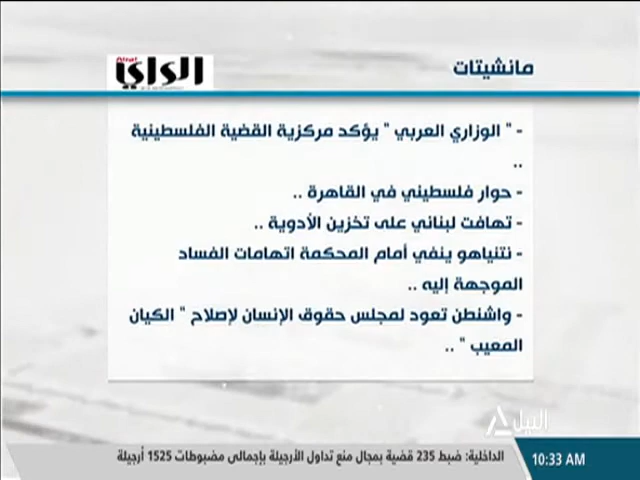 مانشيتات
Alrai
الراي
- " الوزاري العربي " يؤكد مركزية القضية الفلسطينية
..
- حوار فلسطيني في القاهرة ..
- تهافت لبناني على تخزين الأدوية ..
- نتنياهو ينفي أمام المحكمة اتهامات الفساد
الموجهة إليه ..
- واشنطن تعود لمجلس حقوق الإنسان لإصلاح " الكيان
المعيب " ..
النيل
الداخلية: ضبط 235 قضية بمجال منع تداول الأرجيلة بإجمالى مضبوطات 1525 أرجيلة
10:33 AM